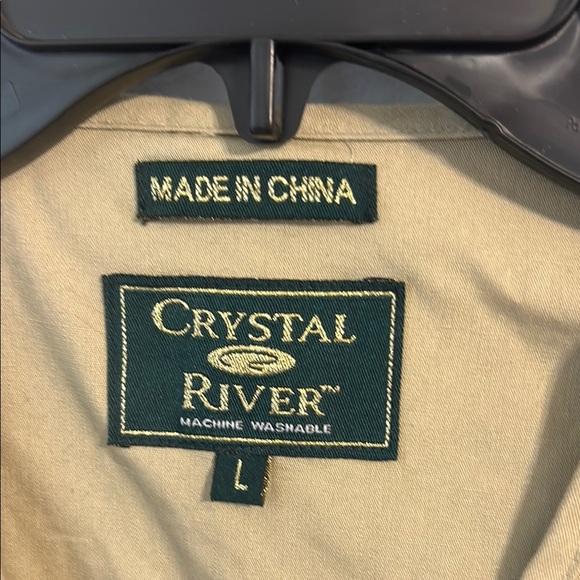 MADE IN CHINA
CRYSTAL
RIVER™
MACHINE WASHABLE
L